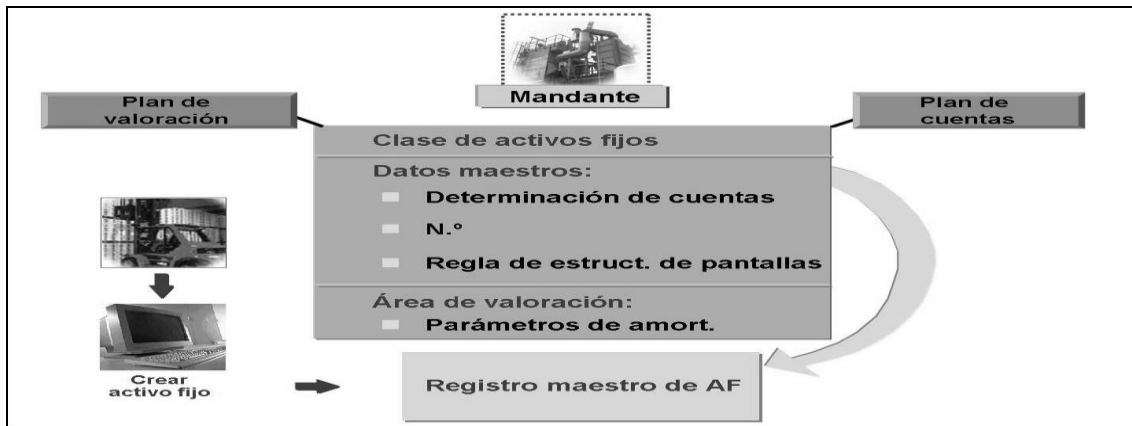 Mandante
Plan de
valoración
Plan de
cuentas
Clase de activos fijos
Datos maestros:
Determinación de cuentas
N.º
Regla de estruct. de pantallas
Área de valoración:
Parámetros de amort.
Crear
activo fijo
Registro maestro de AF